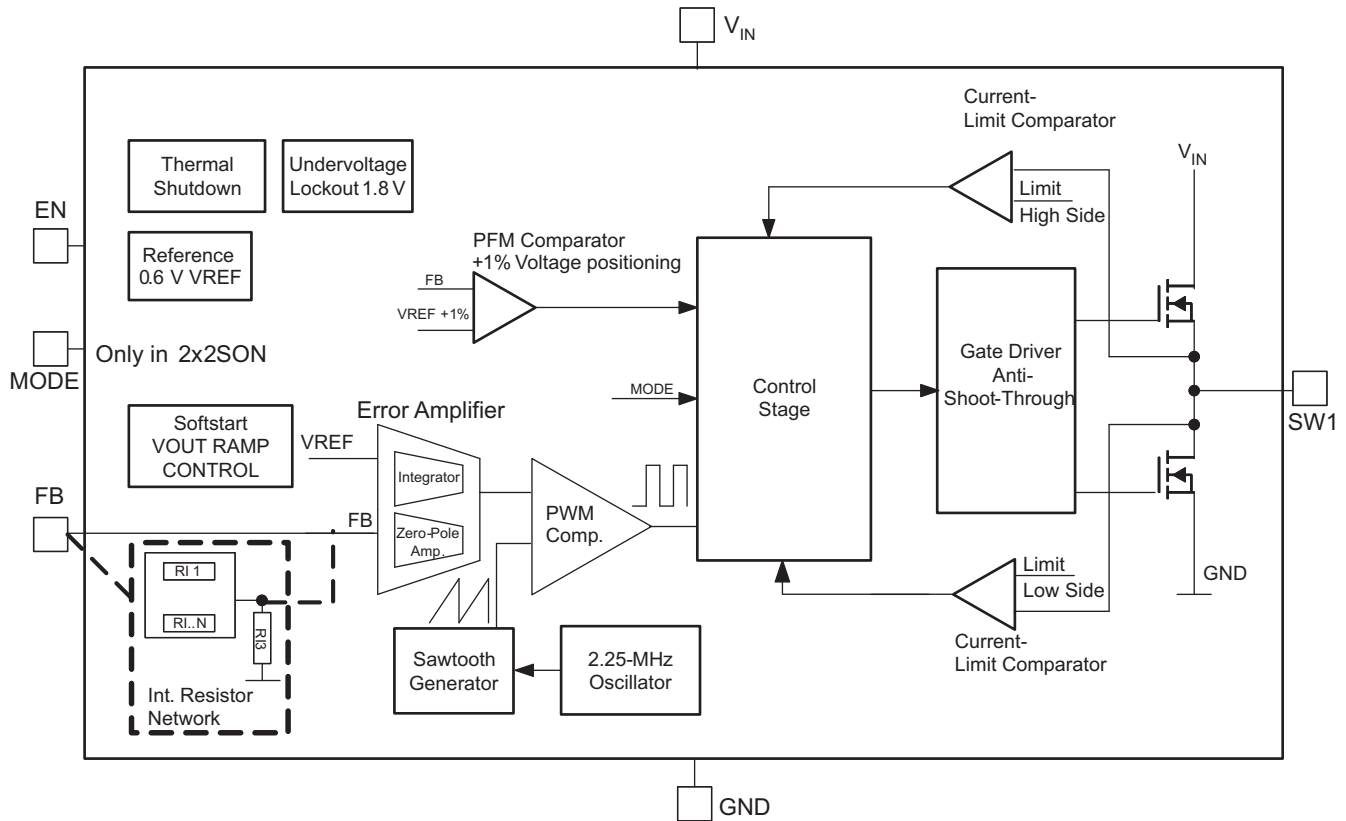 VIN
Current-
Limit Comparator
Thermal
Shutdown
Undervoltage
Lockout 1.8 V
VIN
Limit
High Side
EN
Reference
0.6 V VREF
PFM Comparator
+1% Voltage positioning
FB
VREF +1%
MODE
Only in 2x2SON
Gate Driver
Anti-
Shoot-Through
Control
Stage
MODE
SW1
Softstart
VOUT RAMP
CONTROL
Error Amplifier
VREF
Integrator
FB
FB
Zero-Pole
Amp.
PWM
Comp.
RI 1
RI..N
RI3
Int. Resistor
Network
Sawtooth
Generator
2.25-MHz
Oscillator
Limit
Low Side
Current-
Limit Comparator
GND
GND